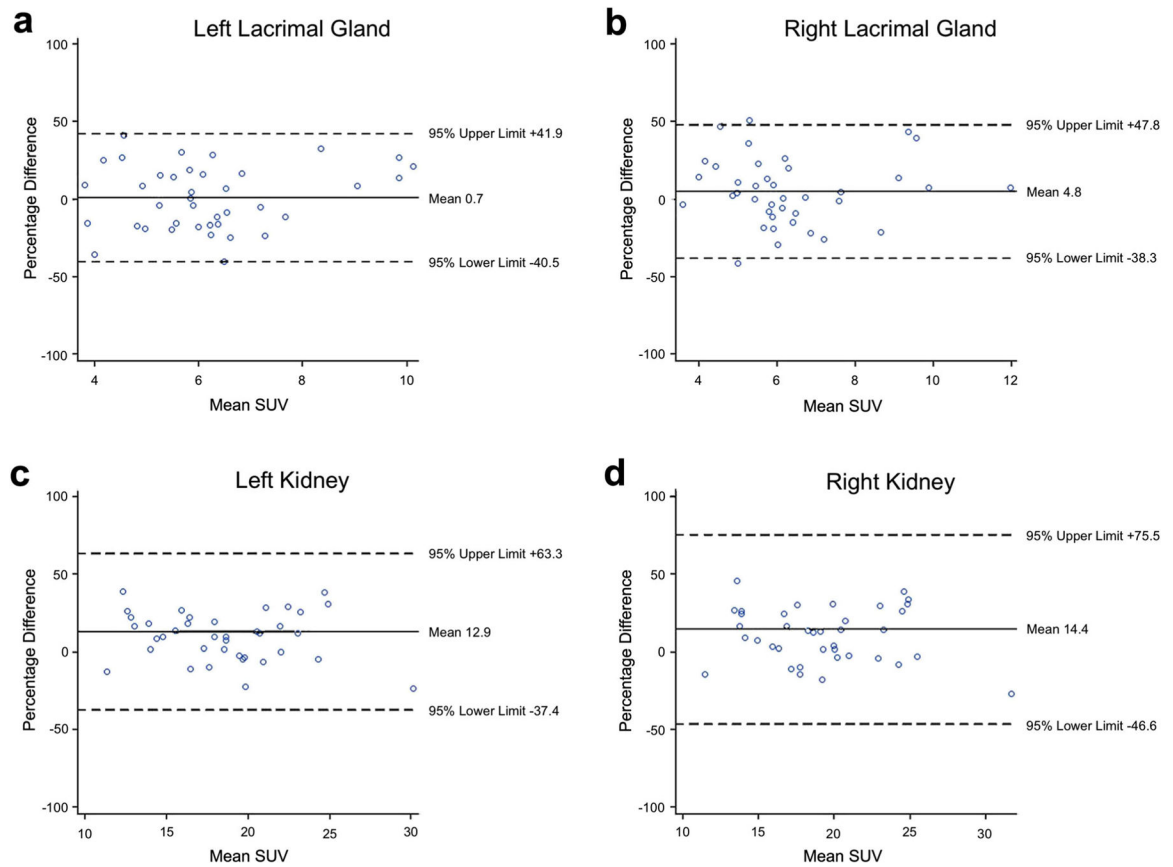 a
Left Lacrimal Gland
100
50
0
-50
-100
Percentage Difference
95% Upper Limit +41.9
Mean 0.7
95% Lower Limit -40.5
4 6 8 10
Mean SUV
b
Right Lacrimal Gland
100
50
0
-50
-100
Percentage Difference
95% Upper Limit +47.8
Mean 4.8
95% Lower Limit -38.3
4 6 8 10 12
Mean SUV
c
Left Kidney
100
50
0
-50
-100
Percentage Difference
95% Upper Limit +63.3
Mean 12.9
95% Lower Limit -37.4
10 15 20 25 30
Mean SUV
d
Right Kidney
100
50
0
-50
-100
Percentage Difference
95% Upper Limit +75.5
Mean 14.4
95% Lower Limit -46.6
10 15 20 25 30
Mean SUV